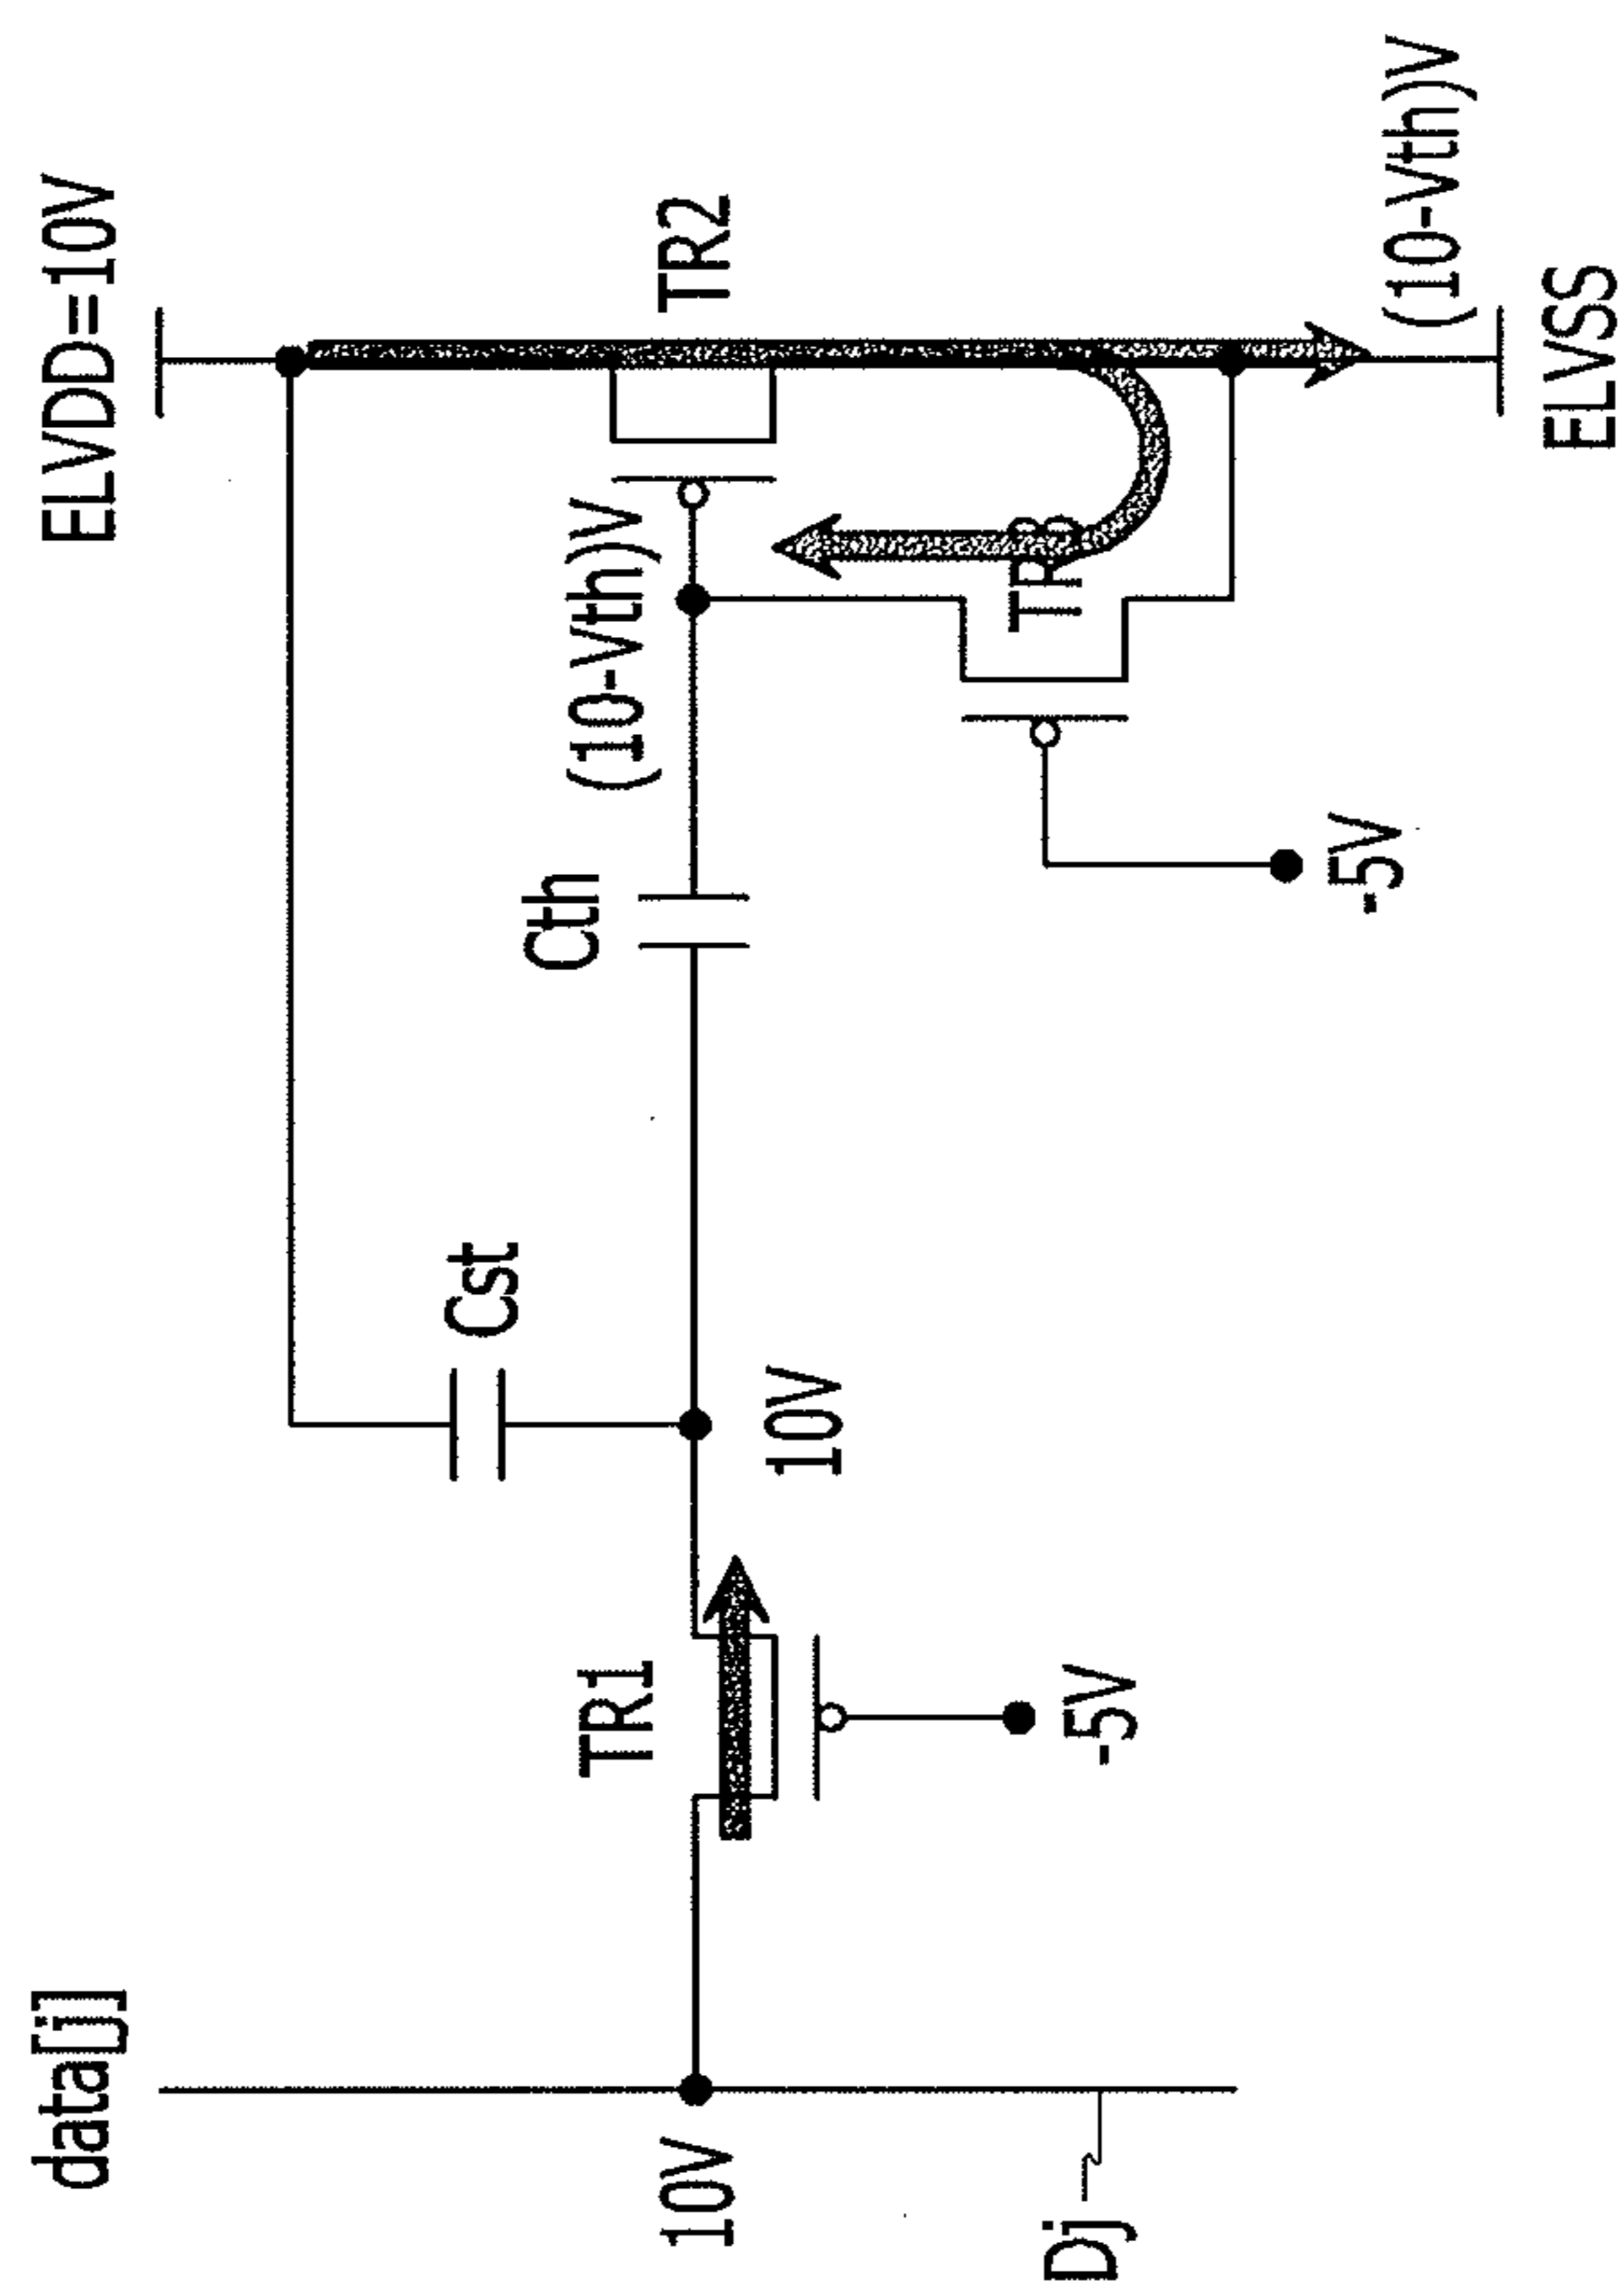 data[j]
ELVDD=10V
Cst
Cth
(10-Vth)V
TR2
TR1
10V
10V
TR3
Dj
-5V
-5V
(10-Vth)V
ELVSS